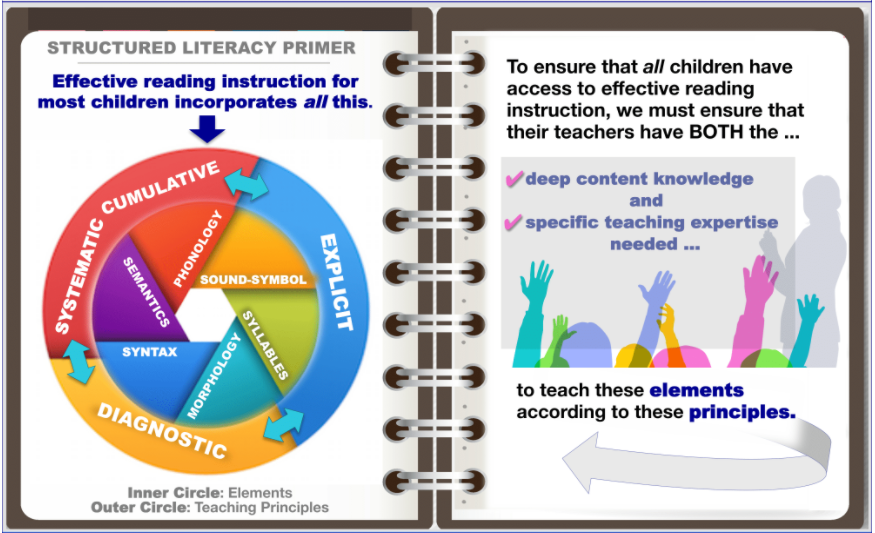 STRUCTURED LITERACY PRIMER
Effective reading instruction for
most children incorporates all this.
SYSTEMATIC CUMULATIVE
EXPLICIT
DIAGNOSTIC
PHONOLOGY
SOUND-SYMBOL
SYLLABLES
MORPHOLOGY
SYNTAX
SEMANTICS
Inner Circle: Elements
Outer Circle: Teaching Principles
To ensure that all children have
access to effective reading
instruction, we must ensure that
their teachers have BOTH the ...
deep content knowledge
and
specific teaching expertise
needed ...
to teach these elements
according to these principles.